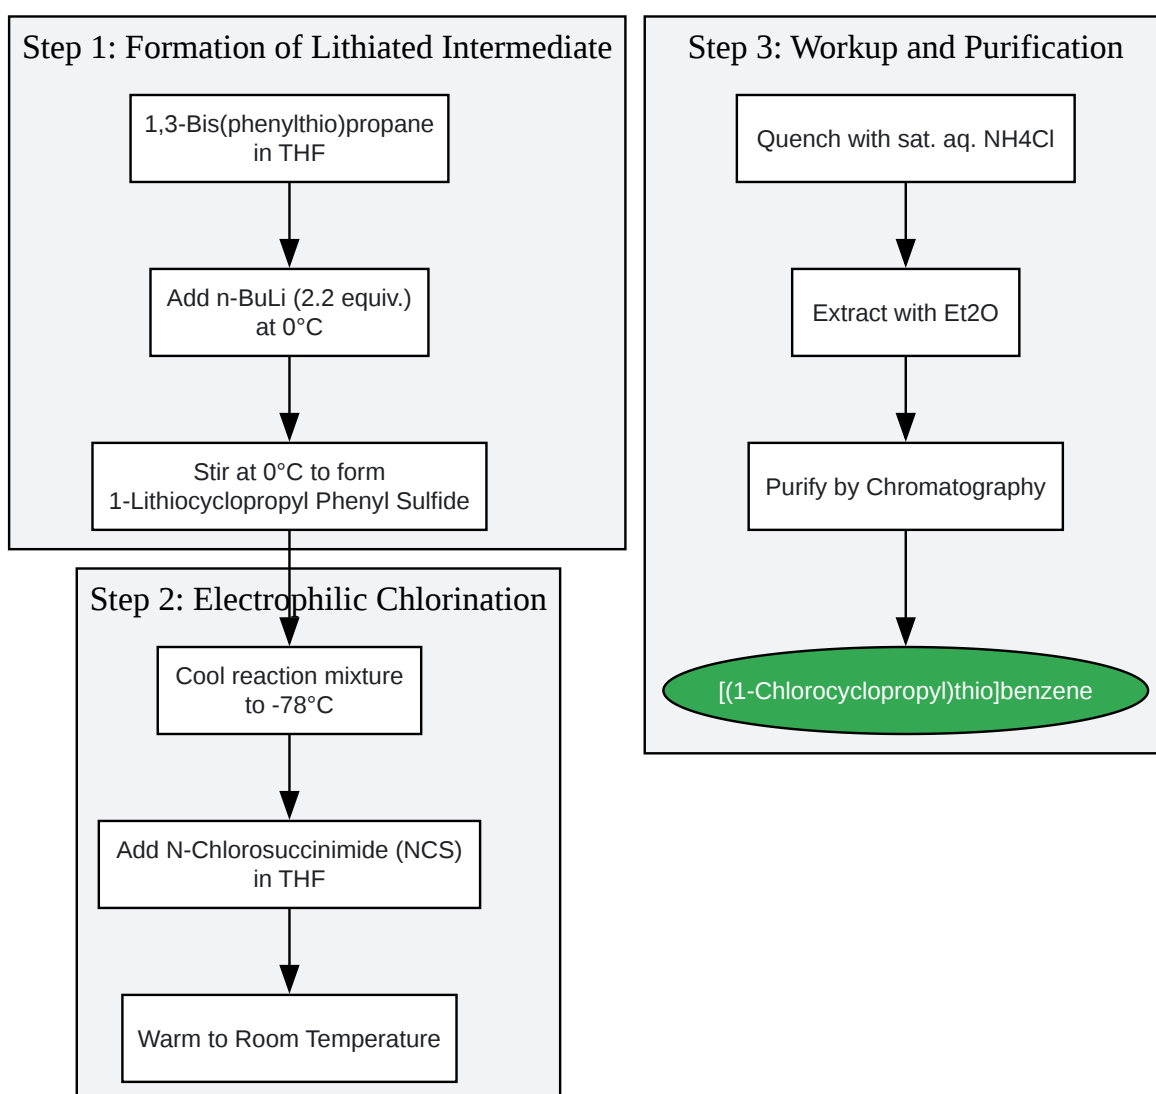 Step 1: Formation of Lithiated Intermediate
1,3-Bis(phenylthio)propane
in THF
Add n-BuLi (2.2 equiv.)
at 0°C
Stir at 0°C to form
1-Lithiocyclopropyl Phenyl Sulfide
Step 2: Electrophilic Chlorination
Cool reaction mixture
to -78°C
Add N-Chlorosuccinimide (NCS)
in THF
Warm to Room Temperature
Step 3: Workup and Purification
Quench with sat. aq. NH4Cl
Extract with Et2O
Purify by Chromatography
[(1-Chlorocyclopropyl)thio]benzene